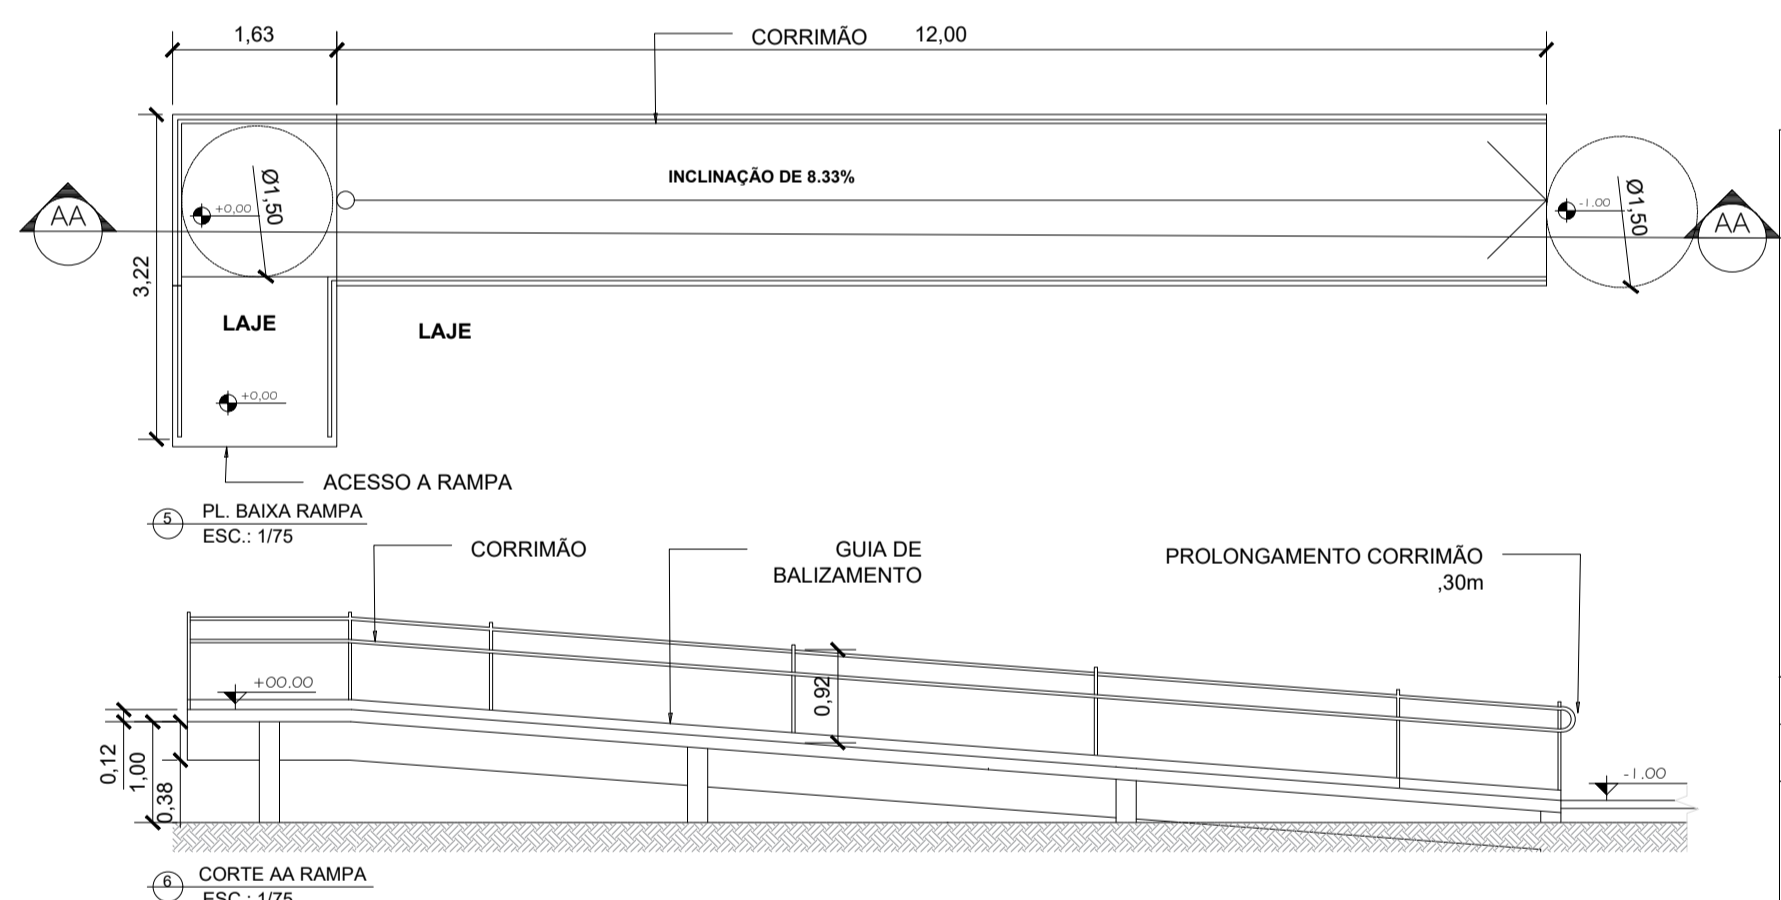 1,63
CORRIMÃO
12,00
INCLINAÇÃO DE 8.33%
Ø1,50
+0,00
AA
-1.00
Ø1,50
AA
3,22
LAJE
LAJE
+0,00
ACESSO A RAMPA
5
PL. BAIXA RAMPA
ESC.: 1/75
CORRIMÃO
GUIA DE
BALIZAMENTO
PROLONGAMENTO CORRIMÃO
,30m
+00.00
0,92
0,12
1,00
0,38
-1.00
6
CORTE AA RAMPA
ESC.: 1/75